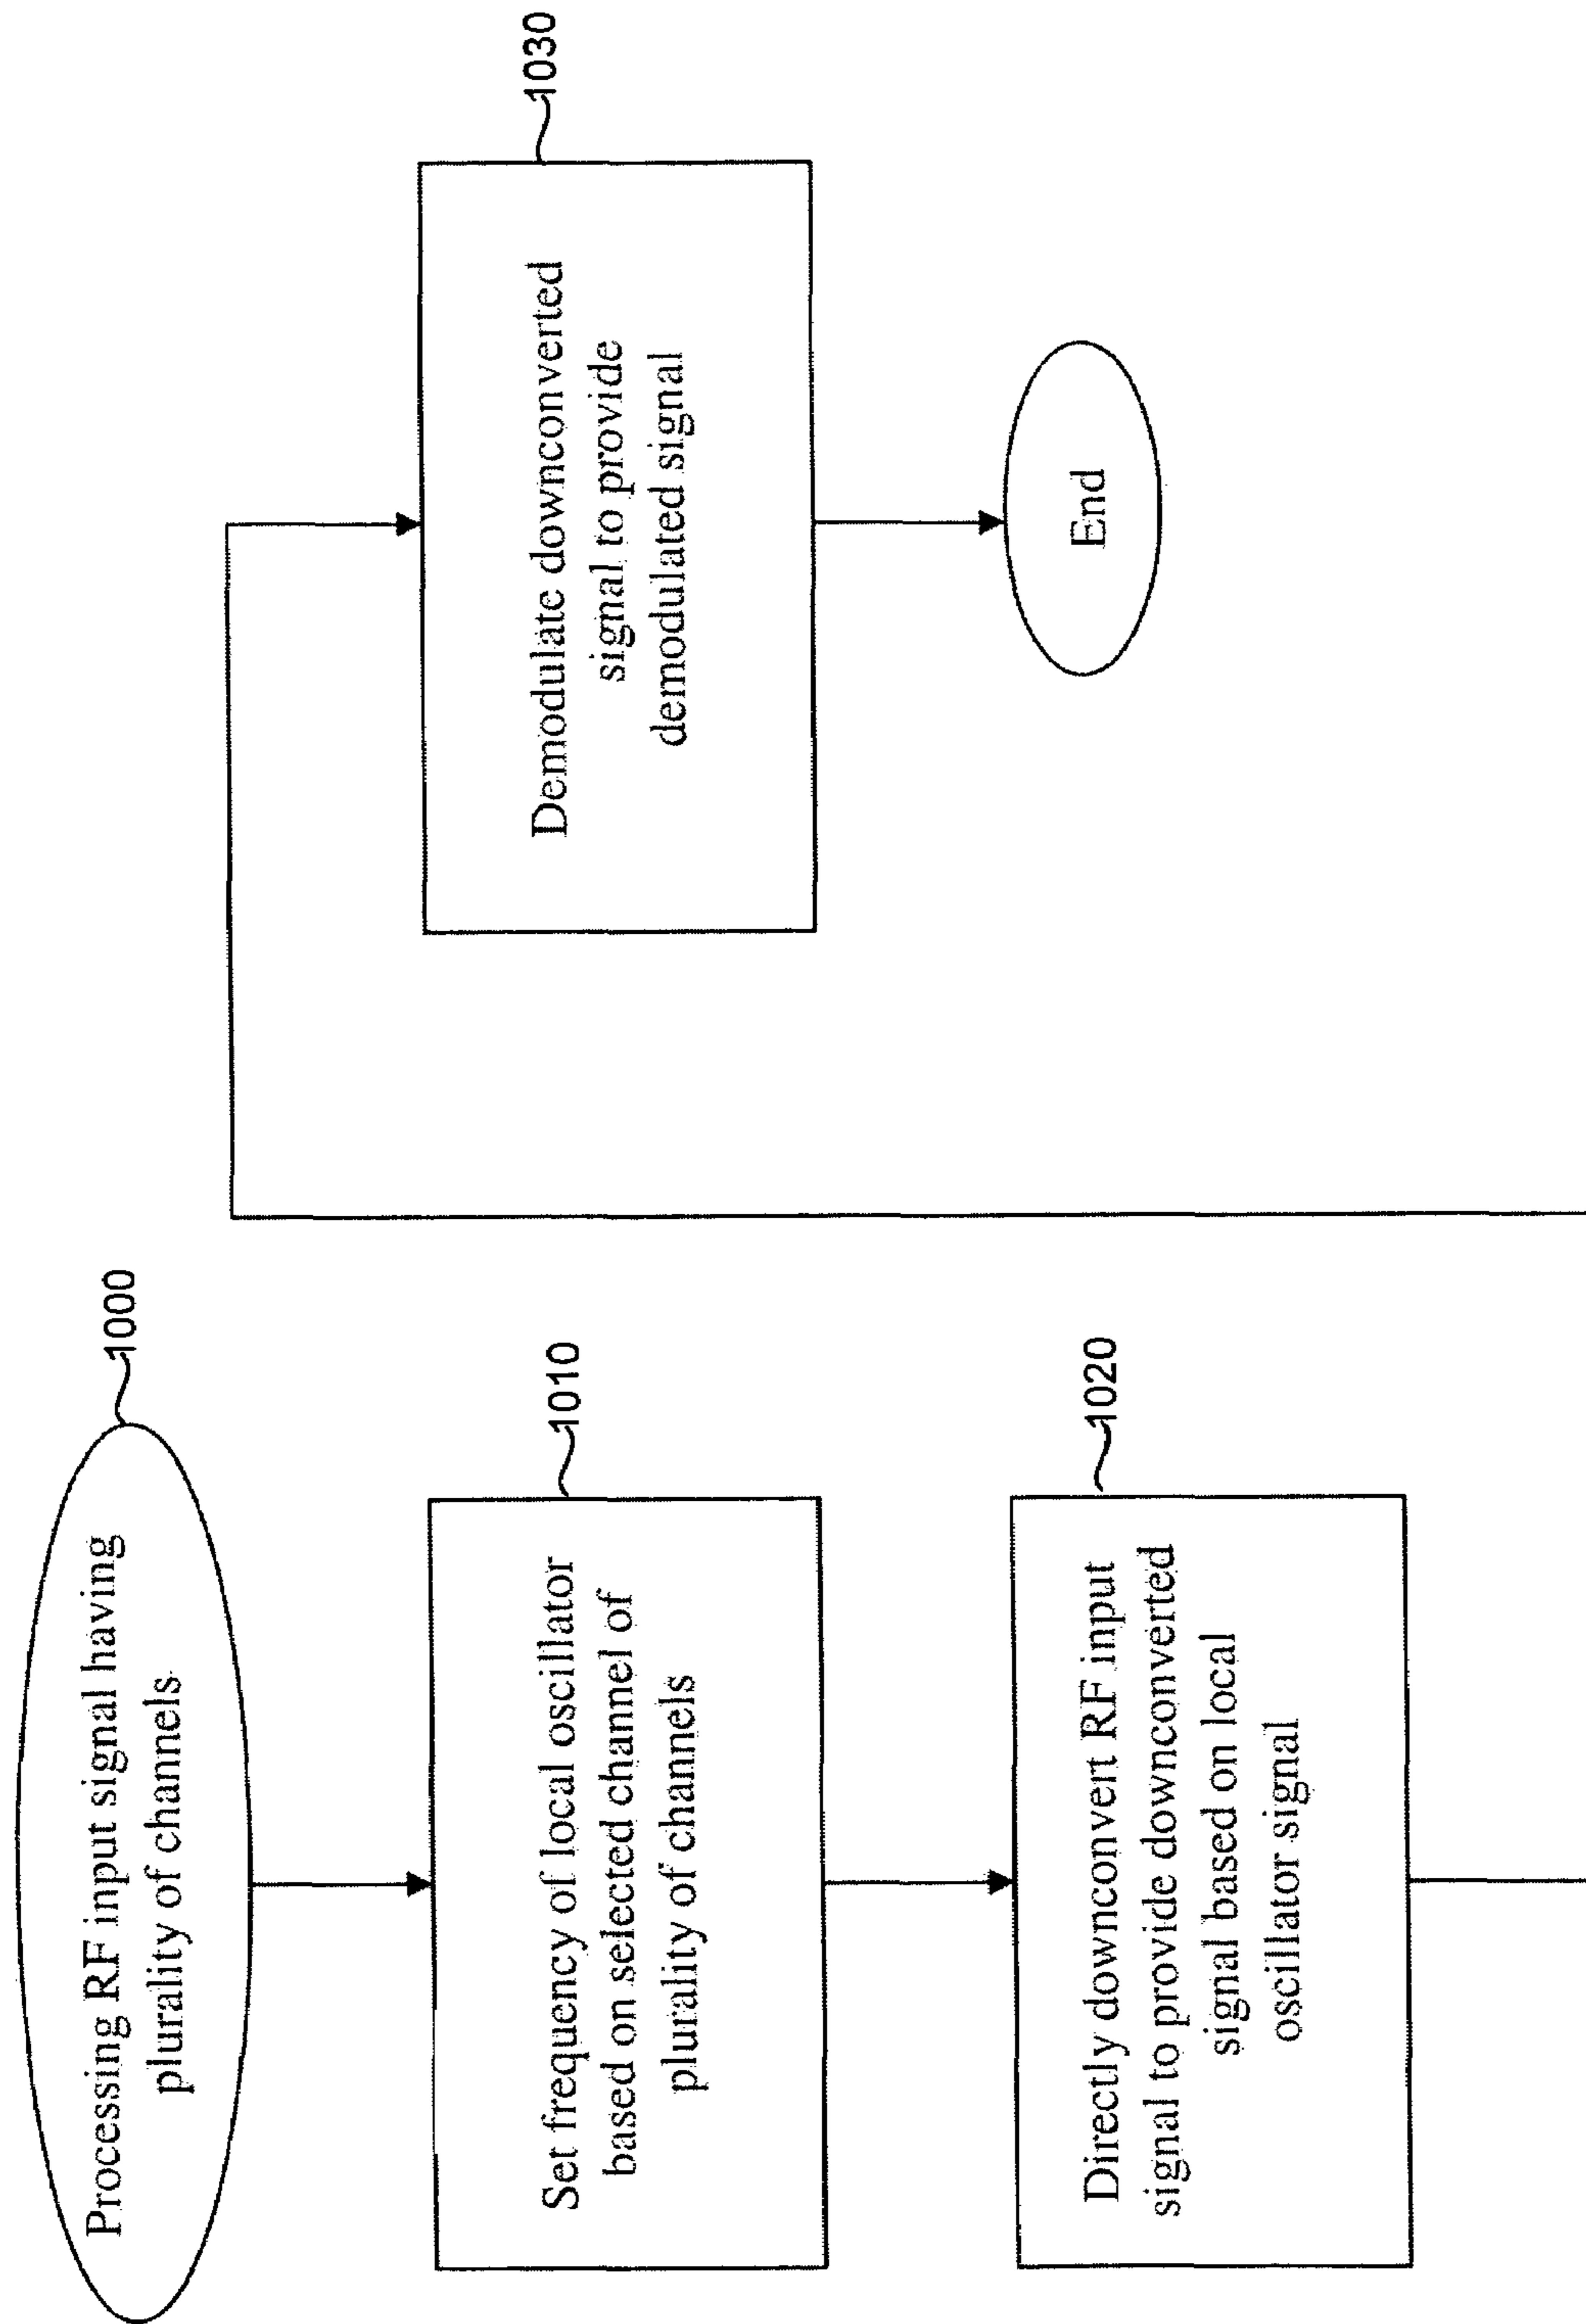 Processing RF input signal having
plurality of channels
1000
Set frequency of local oscillator
based on selected channel of
plurality of channels
1010
Directly downconvert RF input
signal to provide downconverted
signal based on local
oscillator signal
1020
Demodulate downconverted
signal to provide
demodulated signal
1030
End